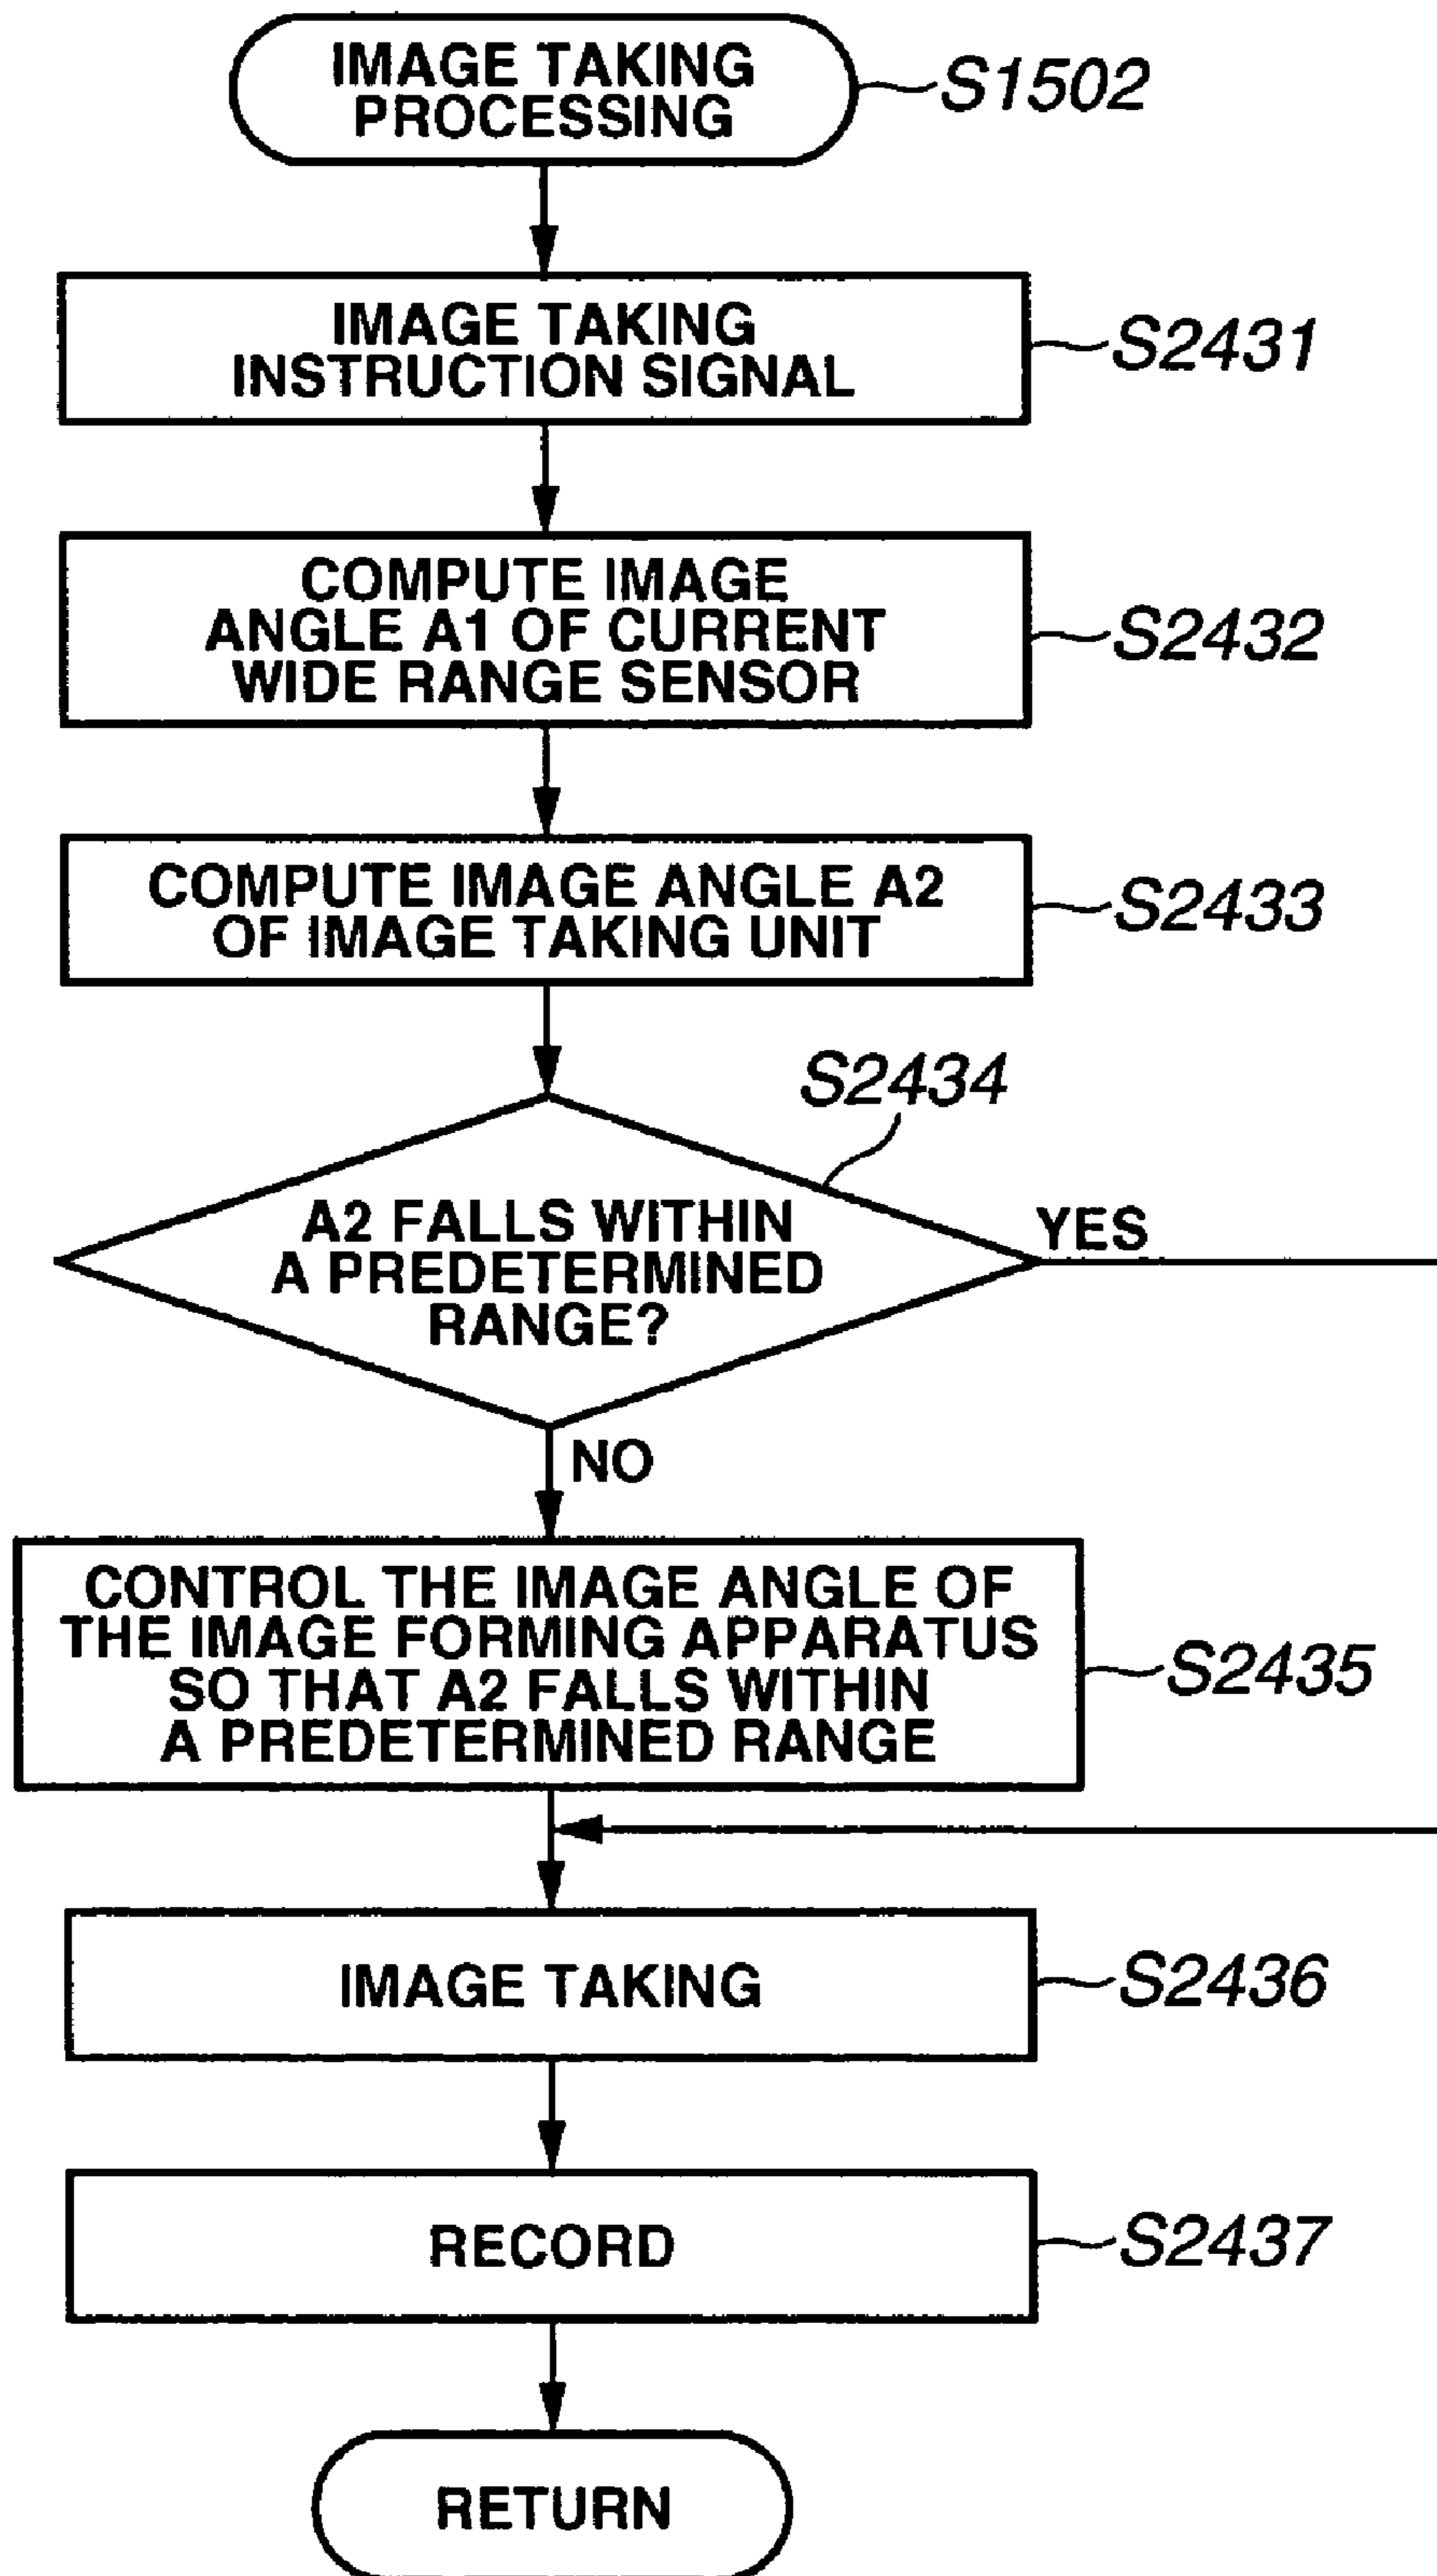 IMAGE TAKING
PROCESSING
S1502
IMAGE TAKING
INSTRUCTION SIGNAL
S2431
COMPUTE IMAGE
ANGLE A1 OF CURRENT
WIDE RANGE SENSOR
S2432
COMPUTE IMAGE ANGLE A2
OF IMAGE TAKING UNIT
S2433
S2434
A2 FALLS WITHIN
A PREDETERMINED
RANGE?
YES
NO
CONTROL THE IMAGE ANGLE OF
THE IMAGE FORMING APPARATUS
SO THAT A2 FALLS WITHIN
A PREDETERMINED RANGE
S2435
IMAGE TAKING
S2436
RECORD
S2437
RETURN